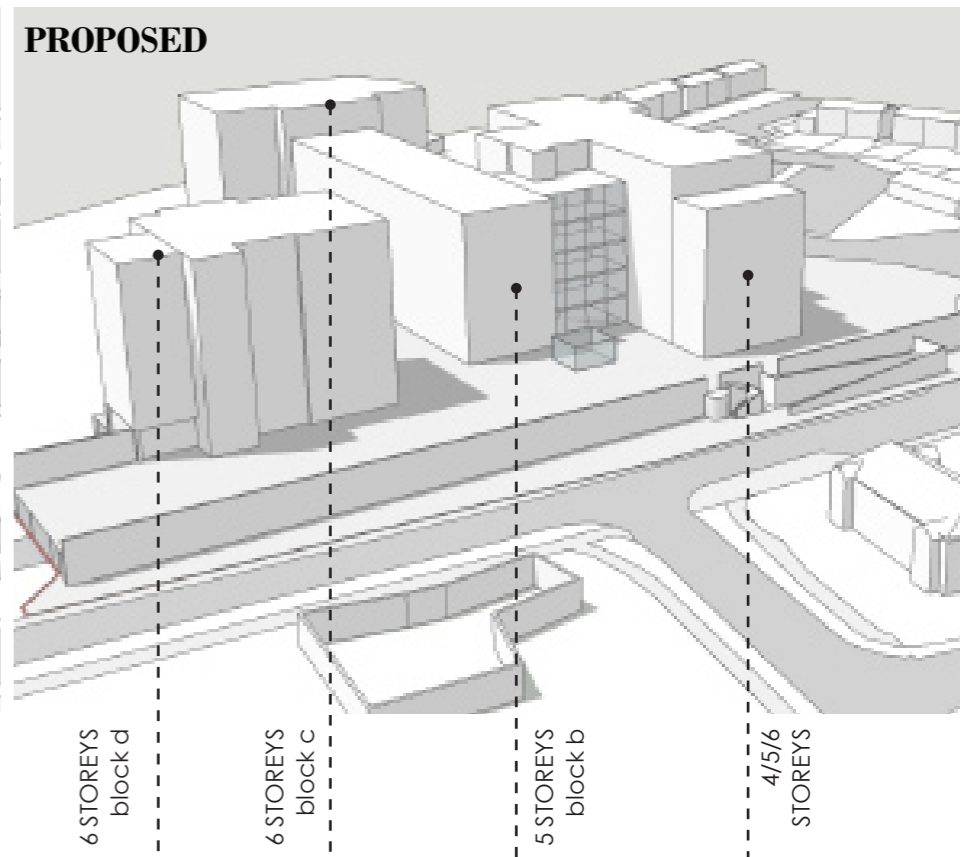 PROPOSED
6 STOREYS
block d
6 STOREYS
block c
5 STOREYS
block b
4/5/6
STOREYS